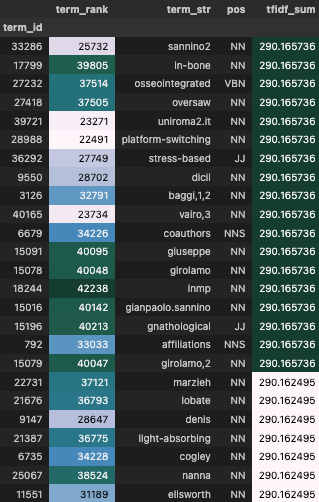 term_rank term_str pos tfidf_sum
term_id
33286 25732 sannino2 NN 290.165736
17799 39805 in-bone NN 290.165736
27232 37514 osseointegrated VBN 290.165736
27418 37505 oversaw NN 290.165736
39721 23271 uniroma2.it NN 290.165736
28988 22491 platform-switching NN 290.165736
36292 27749 stress-based JJ 290.165736
9550 28702 dicil NN 290.165736
3126 32791 baggi,1,2 NN 290.165736
40165 23734 vairo,3 NN 290.165736
6679 34226 coauthors NNS 290.165736
15091 40095 giuseppe NN 290.165736
15078 40048 girolamo NN 290.165736
18244 42238 inmp NN 290.165736
15016 40142 gianpaolo.sannino NN 290.165736
15196 40213 gnathological JJ 290.165736
792 33033 affiliations NNS 290.165736
15079 40047 girolamo,2 NN 290.165736
22731 37121 marzieh NN 290.162495
21676 36793 lobate NN 290.162495
9147 28647 denis NN 290.162495
21387 36775 light-absorbing NN 290.162495
6735 34228 cogley NN 290.162495
25067 38524 nanna NN 290.162495
11551 31189 ellsworth NN 290.162495